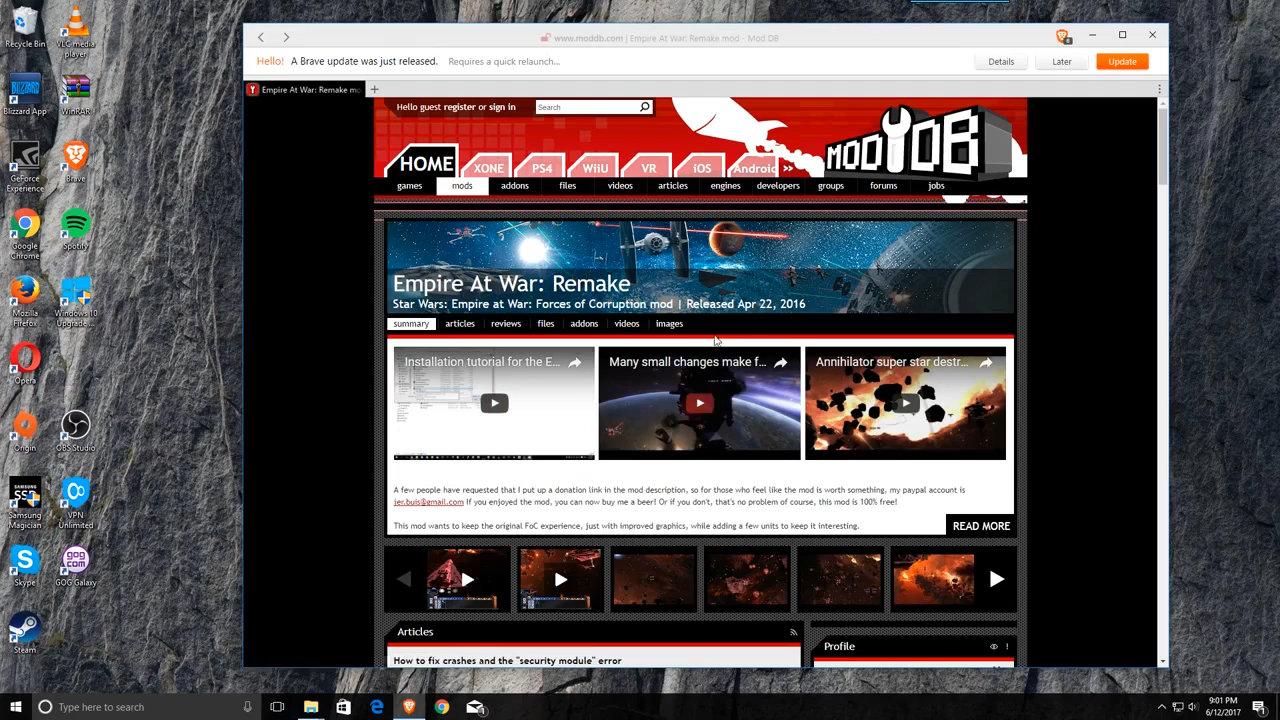 Recycle Bin
VLC media
player
Blizzard App
WinRAR
GeForce
Experience
Brave
Google
Chrome
Spotify
Mozilla
Firefox
Windows 10
Upgrade...
Opera
Origin
OBS Studio
SAMSUNG
SSD
Samsung
Magician
VPN
Unlimited
Skype
GOG
COM
GOG Galaxy
Steam
www.moddb.com | Empire At War: Remake mod - Mod DB
Hello! A Brave update was just released. Requires a quick relaunch...
Details Later Update
Empire At War: Remake mo
Hello guest register or sign in
Search
MOD DB
HOME XONE PS4 WiiU VR iOS Android »
games mods addons files videos articles engines developers groups forums jobs
Empire At War: Remake
Star Wars: Empire at War: Forces of Corruption mod | Released Apr 22, 2016
summary articles reviews files addons videos images
Installation tutorial for the E...
Many small changes make f...
Annihilator super star destr...
A few people have requested that I put up a donation link in the mod description, so for those who feel like the mod is worth something, my paypal account is
jer.buis@gmail.com If you enjoyed the mod, you can now buy me a beer! Or if you don't, that's no problem of course, this mod is 100% free!
This mod wants to keep the original FoC experience, just with improved graphics, while adding a few units to keep it interesting.
READ MORE
Articles
How to fix crashes and the "security module" error
Profile
Type here to search
9:01 PM
6/12/2017